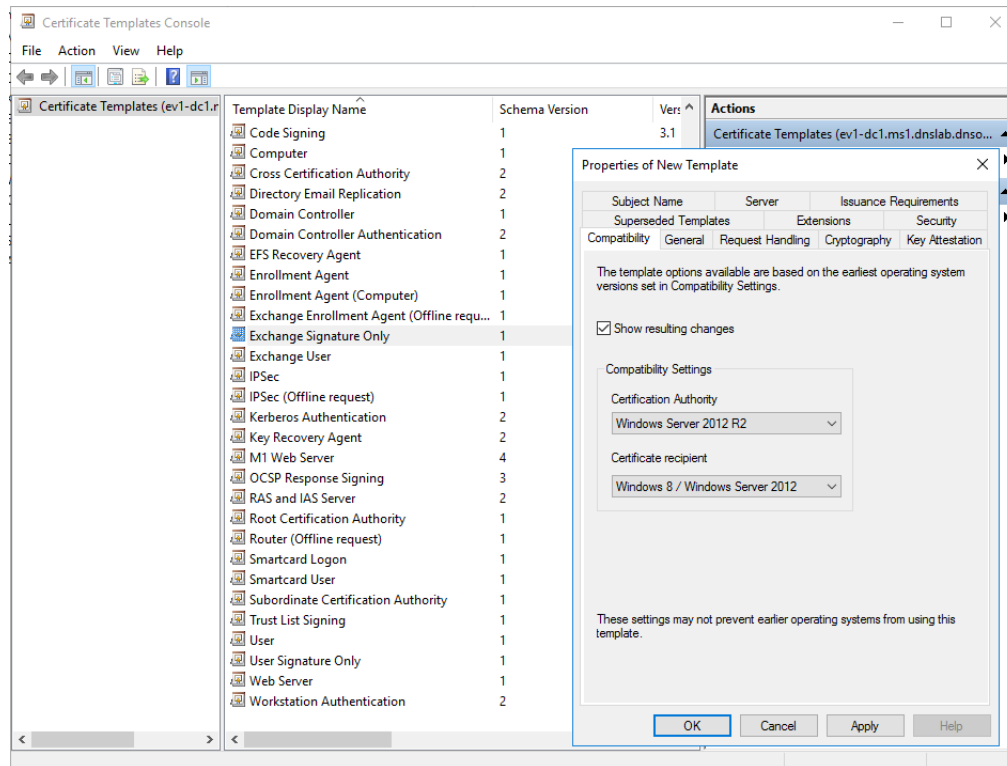 Certificate Templates Console
File Action View Help
Certificate Templates (ev1-dc1.r
Template Display Name Schema Version Vers
Code Signing 1 3.1
Computer 1
Cross Certification Authority 2
Directory Email Replication 2
Domain Controller 1
Domain Controller Authentication 2
EFS Recovery Agent 1
Enrollment Agent 1
Enrollment Agent (Computer) 1
Exchange Enrollment Agent (Offline requ... 1
Exchange Signature Only 1
Exchange User 1
IPSec 1
IPSec (Offline request) 1
Kerberos Authentication 2
Key Recovery Agent 2
M1 Web Server 4
OCSP Response Signing 3
RAS and IAS Server 2
Root Certification Authority 1
Router (Offline request) 1
Smartcard Logon 1
Smartcard User 1
Subordinate Certification Authority 1
Trust List Signing 1
User 1
User Signature Only 1
Web Server 1
Workstation Authentication 2
Actions
Certificate Templates (ev1-dc1.ms1.dnslab.dnso...
Properties of New Template
Subject Name Server Issuance Requirements
Superseded Templates Extensions Security
Compatibility General Request Handling Cryptography Key Attestation
The template options available are based on the earliest operating system
versions set in Compatibility Settings.
Show resulting changes
Compatibility Settings
Certification Authority
Windows Server 2012 R2
Certificate recipient
Windows 8 / Windows Server 2012
These settings may not prevent earlier operating systems from using this
template.
OK Cancel Apply Help